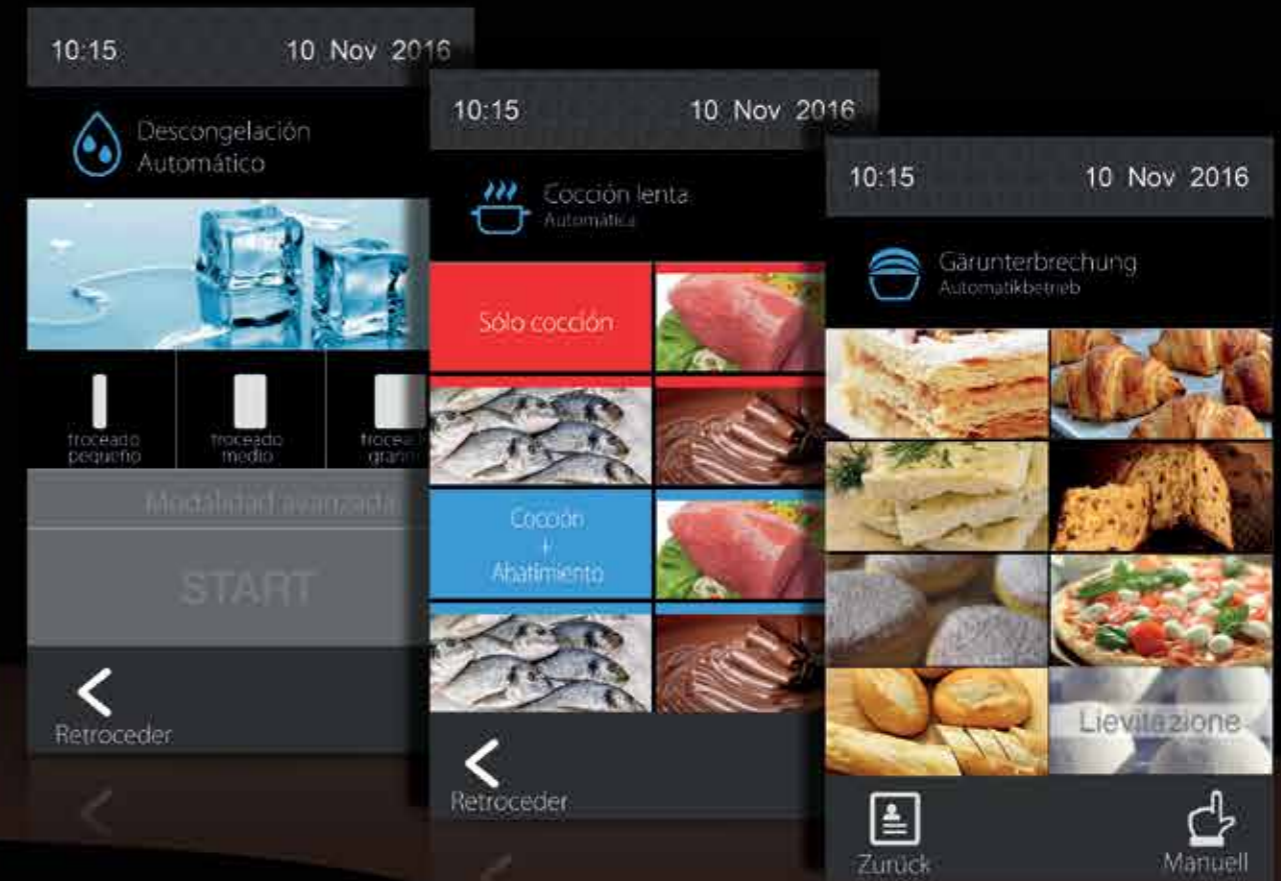 10:15 10 Nov 2016
Descongelación
Automático
troceado
pequeño
troceado
medio
Modalidad avanzada
START
Retroceder
10:15 10 Nov 2016
Cocción lenta
Automática
Sólo cocción
Cocción
+
Abatimiento
Retroceder
10:15 10 Nov 2016
Gärunterbrechung
Automatikbetrieb
Lievitazione
Zurück
Manuell